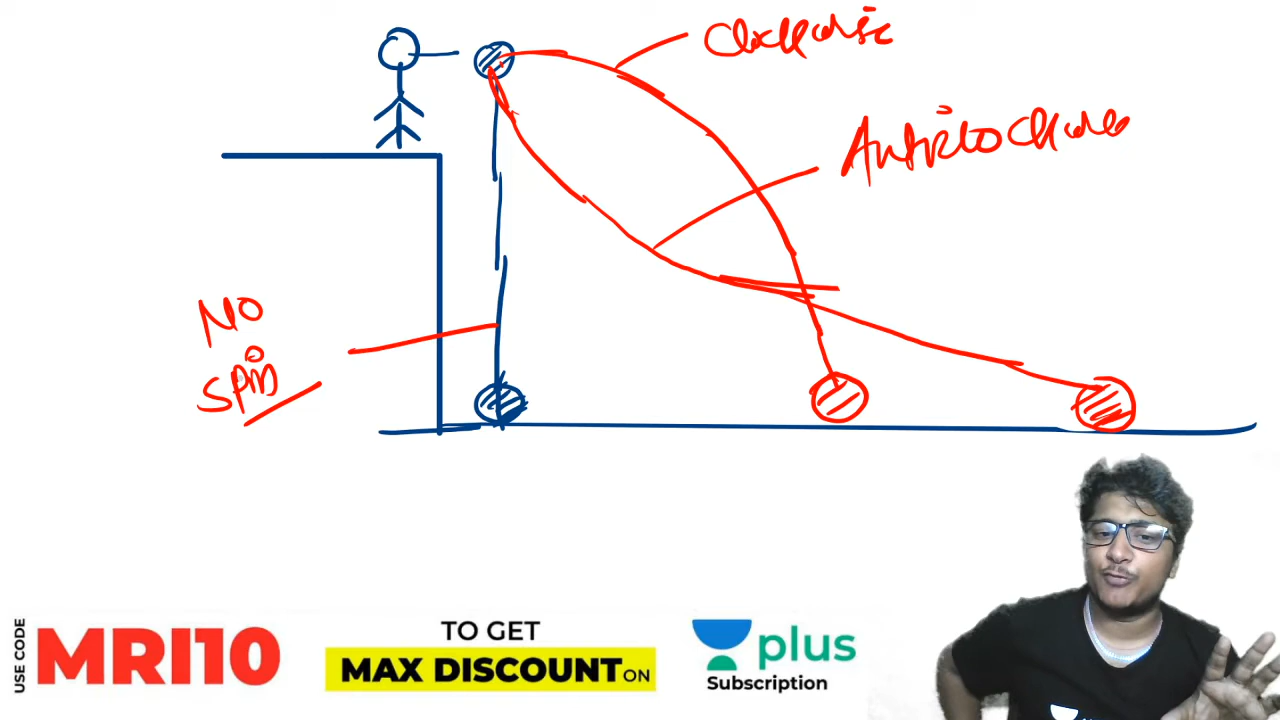 Clockwise
Anticlockwise
NO
SPIN
USE CODE
MRI10
TO GET
MAX DISCOUNT ON
plus
Subscription